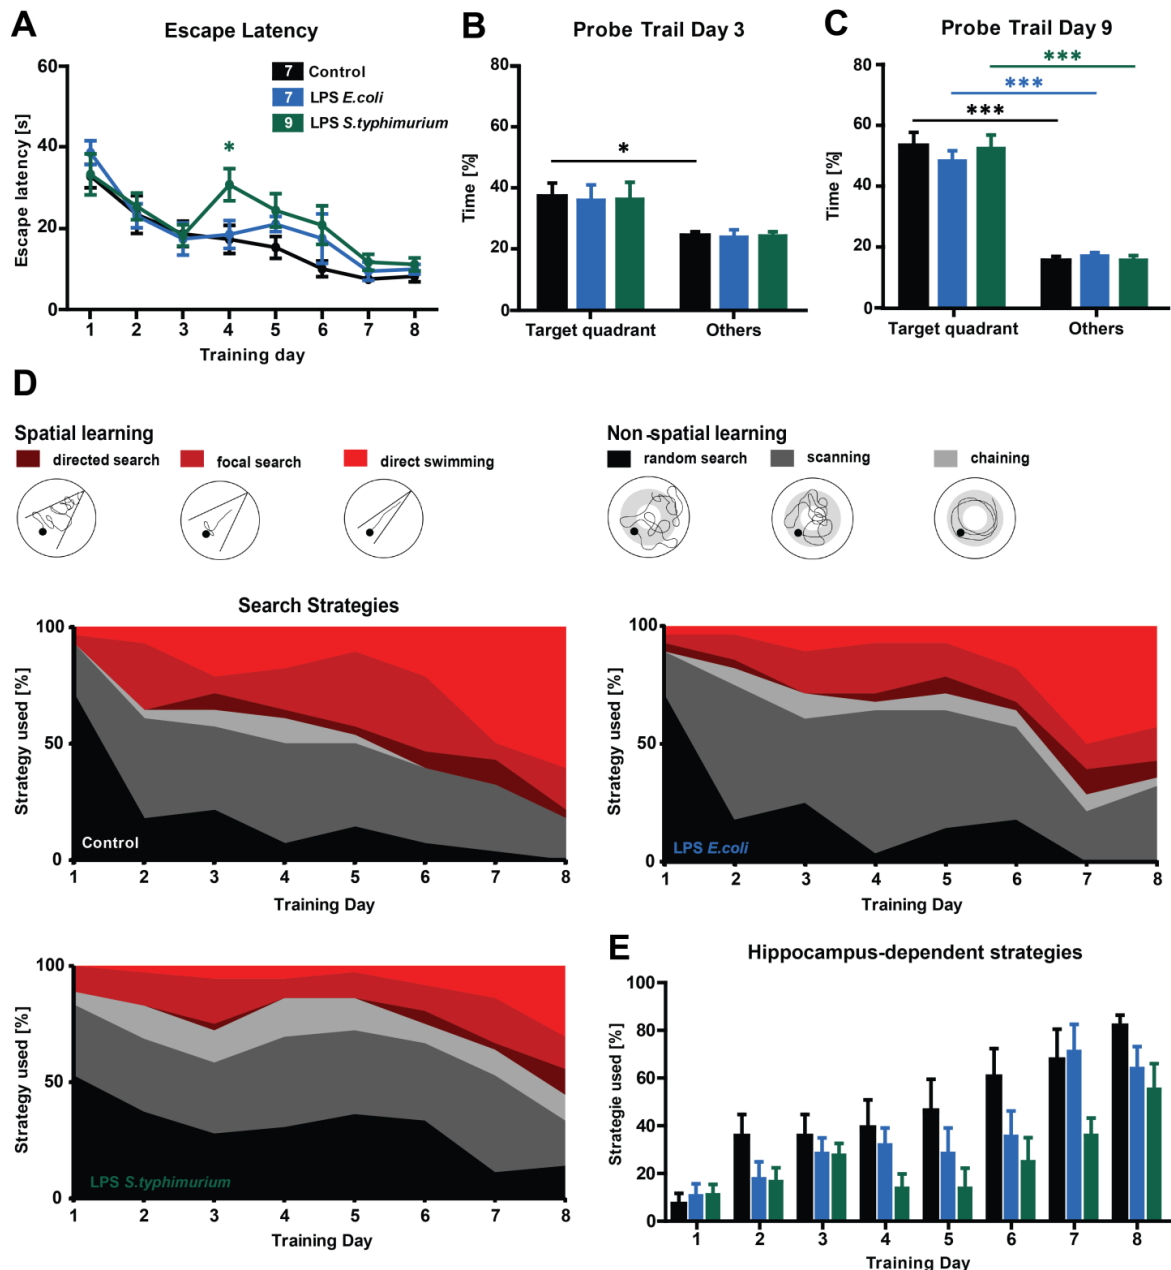 A
Escape Latency
60
40
20
0
Escape latency [s]
7 Control
7 LPS E.coli
9 LPS S.typhimurium
*
1 2 3 4 5 6 7 8
Training day
B
Probe Trail Day 3
80
60
40
20
0
Time [%]
*
Target quadrant Others
C
Probe Trail Day 9
80
60
40
20
0
Time [%]
***
***
***
Target quadrant Others
D
Spatial learning
directed search focal search direct swimming
Non-spatial learning
random search scanning chaining
Search Strategies
100
50
0
Strategy used [%]
Control
1 2 3 4 5 6 7 8
Training Day
100
50
0
Strategy used [%]
LPS E.coli
1 2 3 4 5 6 7 8
Training Day
100
50
0
Strategy used [%]
LPS S.typhimurium
1 2 3 4 5 6 7 8
Training Day
E
Hippocampus-dependent strategies
100
80
60
40
20
0
Strategie used [%]
1 2 3 4 5 6 7 8
Training Day